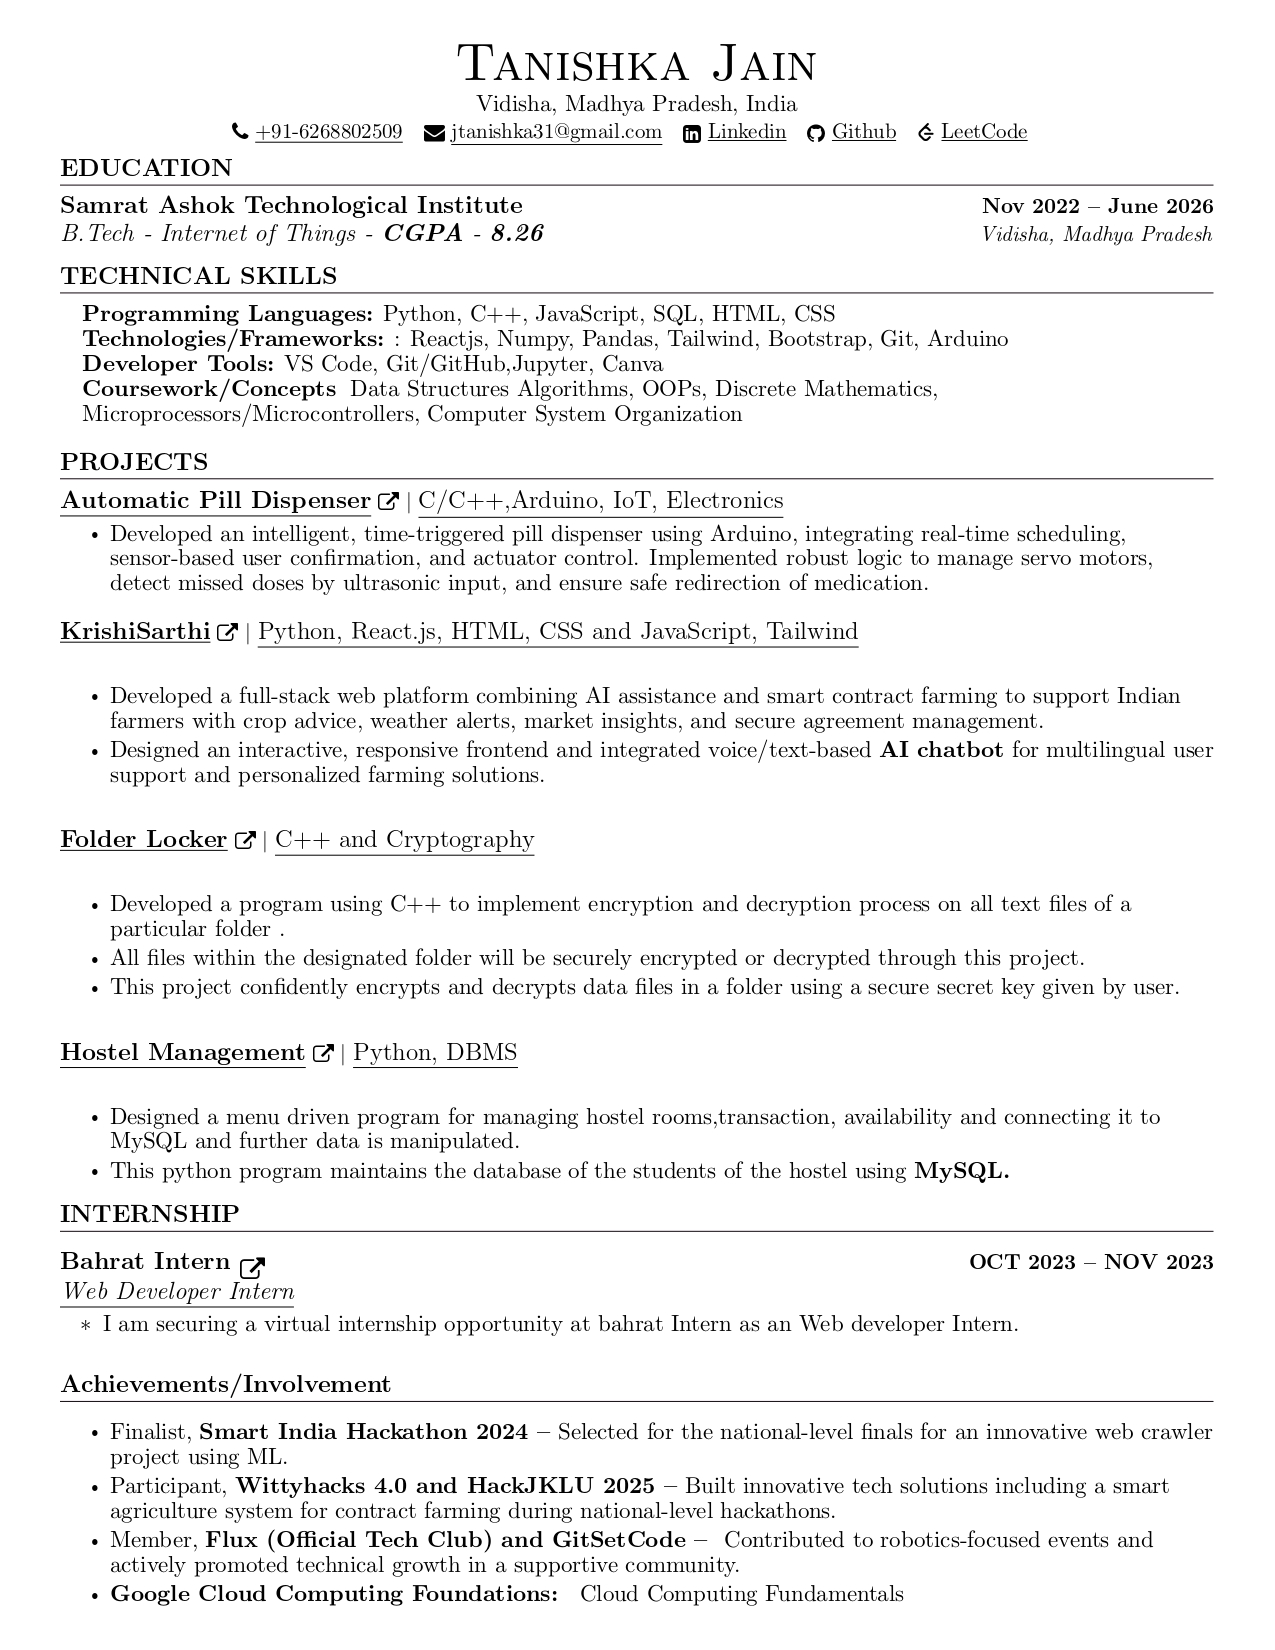 Tanishka Jain
Vidisha, Madhya Pradesh, India
+91-6268802509 jtanishka31@gmail.com Linkedin Github LeetCode
EDUCATION
Samrat Ashok Technological Institute Nov 2022 – June 2026
B.Tech - Internet of Things - CGPA - 8.26 Vidisha, Madhya Pradesh
TECHNICAL SKILLS
Programming Languages: Python, C++, JavaScript, SQL, HTML, CSS
Technologies/Frameworks: : Reactjs, Numpy, Pandas, Tailwind, Bootstrap, Git, Arduino
Developer Tools: VS Code, Git/GitHub,Jupyter, Canva
Coursework/Concepts Data Structures Algorithms, OOPs, Discrete Mathematics,
Microprocessors/Microcontrollers, Computer System Organization
PROJECTS
Automatic Pill Dispenser | C/C++,Arduino, IoT, Electronics
• Developed an intelligent, time-triggered pill dispenser using Arduino, integrating real-time scheduling,
sensor-based user confirmation, and actuator control. Implemented robust logic to manage servo motors,
detect missed doses by ultrasonic input, and ensure safe redirection of medication.
KrishiSarthi | Python, React.js, HTML, CSS and JavaScript, Tailwind
• Developed a full-stack web platform combining AI assistance and smart contract farming to support Indian
farmers with crop advice, weather alerts, market insights, and secure agreement management.
• Designed an interactive, responsive frontend and integrated voice/text-based AI chatbot for multilingual user
support and personalized farming solutions.
Folder Locker | C++ and Cryptography
• Developed a program using C++ to implement encryption and decryption process on all text files of a
particular folder .
• All files within the designated folder will be securely encrypted or decrypted through this project.
• This project confidently encrypts and decrypts data files in a folder using a secure secret key given by user.
Hostel Management | Python, DBMS
• Designed a menu driven program for managing hostel rooms,transaction, availability and connecting it to
MySQL and further data is manipulated.
• This python program maintains the database of the students of the hostel using MySQL.
INTERNSHIP
Bahrat Intern OCT 2023 – NOV 2023
Web Developer Intern
∗ I am securing a virtual internship opportunity at bahrat Intern as an Web developer Intern.
Achievements/Involvement
• Finalist, Smart India Hackathon 2024 – Selected for the national-level finals for an innovative web crawler
project using ML.
• Participant, Wittyhacks 4.0 and HackJKLU 2025 – Built innovative tech solutions including a smart
agriculture system for contract farming during national-level hackathons.
• Member, Flux (Official Tech Club) and GitSetCode – Contributed to robotics-focused events and
actively promoted technical growth in a supportive community.
• Google Cloud Computing Foundations: Cloud Computing Fundamentals